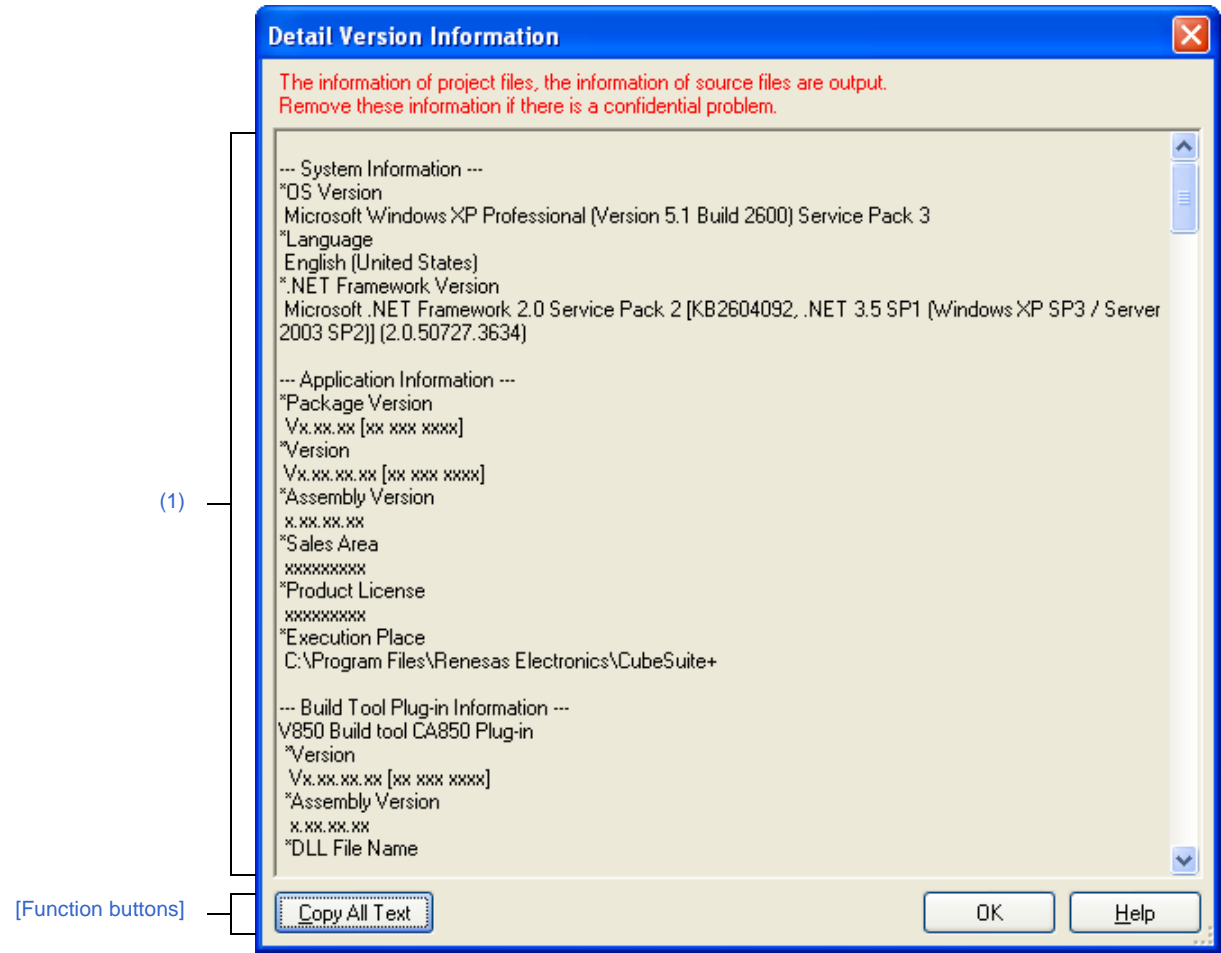 Detail Version Information
The information of project files, the information of source files are output.
Remove these information if there is a confidential problem.
--- System Information ---
*OS Version
Microsoft Windows XP Professional (Version 5.1 Build 2600) Service Pack 3
*Language
English (United States)
*.NET Framework Version
Microsoft .NET Framework 2.0 Service Pack 2 [KB2604092, .NET 3.5 SP1 (Windows XP SP3 / Server
2003 SP2)] (2.0.50727.3634)
--- Application Information ---
*Package Version
Vx.xx.xx [xx xxx xxxx]
*Version
Vx.xx.xx.xx [xx xxx xxxx]
*Assembly Version
x.xx.xx.xx
*Sales Area
xxxxxxxxx
*Product License
xxxxxxxxx
*Execution Place
C:\Program Files\Renesas Electronics\CubeSuite+
--- Build Tool Plug-in Information ---
V850 Build tool CA850 Plug-in
*Version
Vx.xx.xx.xx [xx xxx xxxx]
*Assembly Version
x.xx.xx.xx
*DLL File Name
(1)
[Function buttons]
Copy All Text
OK
Help